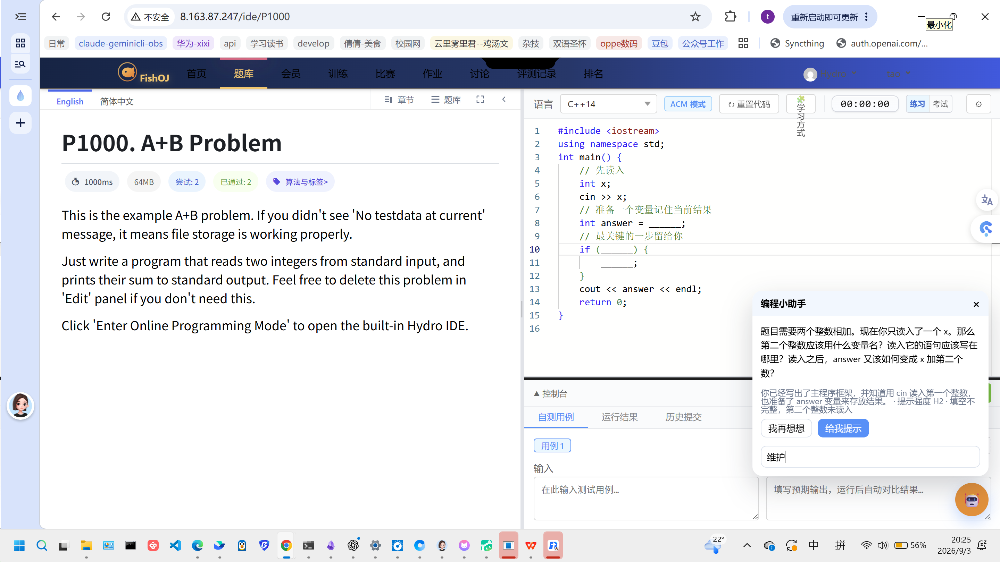 不安全 8.163.87.247/ide/P1000
t
重新启动即可更新
最小化
日常 claude-geminicli-obs 华为-xixi api 学习读书 develop 倩倩-美食 校园网 云里雾里君--鸡汤文 杂技 双语圣杯 oppe数码 豆包 公众号工作 Syncthing auth.openai.com/...
FishOJ 首页 题库 会员 训练 比赛 作业 讨论 评测记录 排名 Hydro tao
English 简体中文 章节 题库
语言 C++14 ACM 模式 重置代码 学习方式 00:00:00 练习 考试
P1000. A+B Problem
1000ms 64MB 尝试: 2 已通过: 2 算法与标签>
This is the example A+B problem. If you didn't see 'No testdata at current'
message, it means file storage is working properly.
Just write a program that reads two integers from standard input, and
prints their sum to standard output. Feel free to delete this problem in
'Edit' panel if you don't need this.
Click 'Enter Online Programming Mode' to open the built-in Hydro IDE.
1 #include <iostream>
2 using namespace std;
3 int main() {
4 // 先读入
5 int x;
6 cin >> x;
7 // 准备一个变量记住当前结果
8 int answer = ______;
9 // 最关键的一步留给你
10 if (______) {
11 ______;
12 }
13 cout << answer << endl;
14 return 0;
15 }
16
控制台
自测用例 运行结果 历史提交
用例 1
输入
在此输入测试用例...
填写预期输出，运行后自动对比结果...
编程小助手 ×
题目需要两个整数相加。现在你只读入了一个 x。那么
第二个整数应该用什么变量名？读入它的语句应该写在
哪里？读入之后，answer 又该如何变成 x 加第二个
数？
你已经写出了主程序框架，并知道用 cin 读入第一个整数，
也准备了 answer 变量来存放结果。 · 提示强度 H2 · 填空不
完整，第二个整数未读入
我再想想 给我提示
维护
22° 中 拼 56% 20:25
2026/9/3